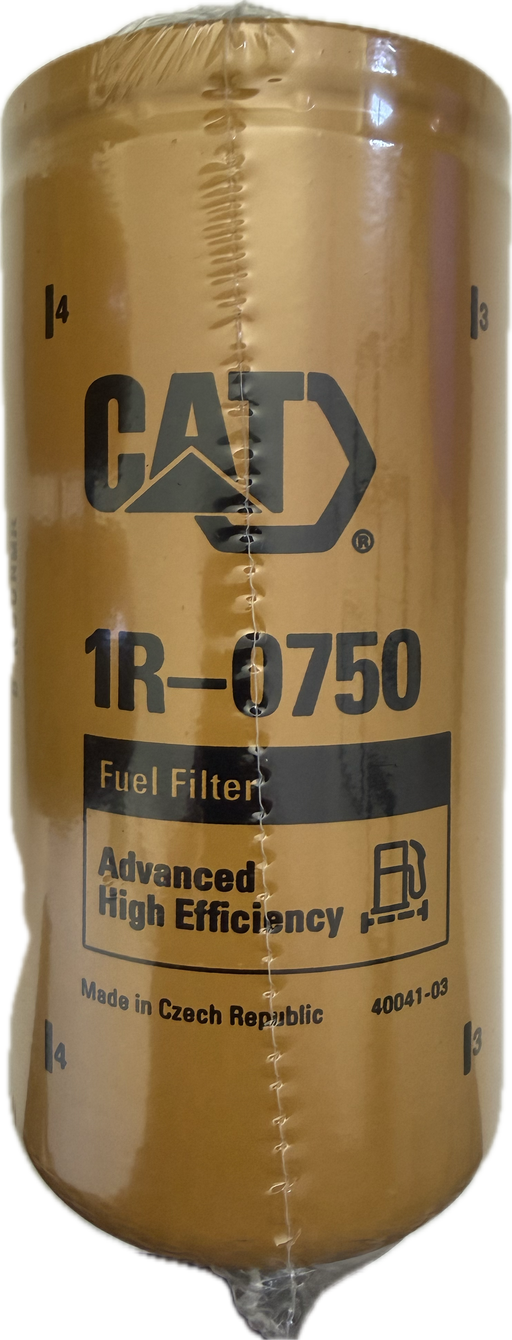 4
3
CAT
®
1R-0750
Fuel Filter
Advanced
High Efficiency
Made in Czech Republic 40041-03
4
3